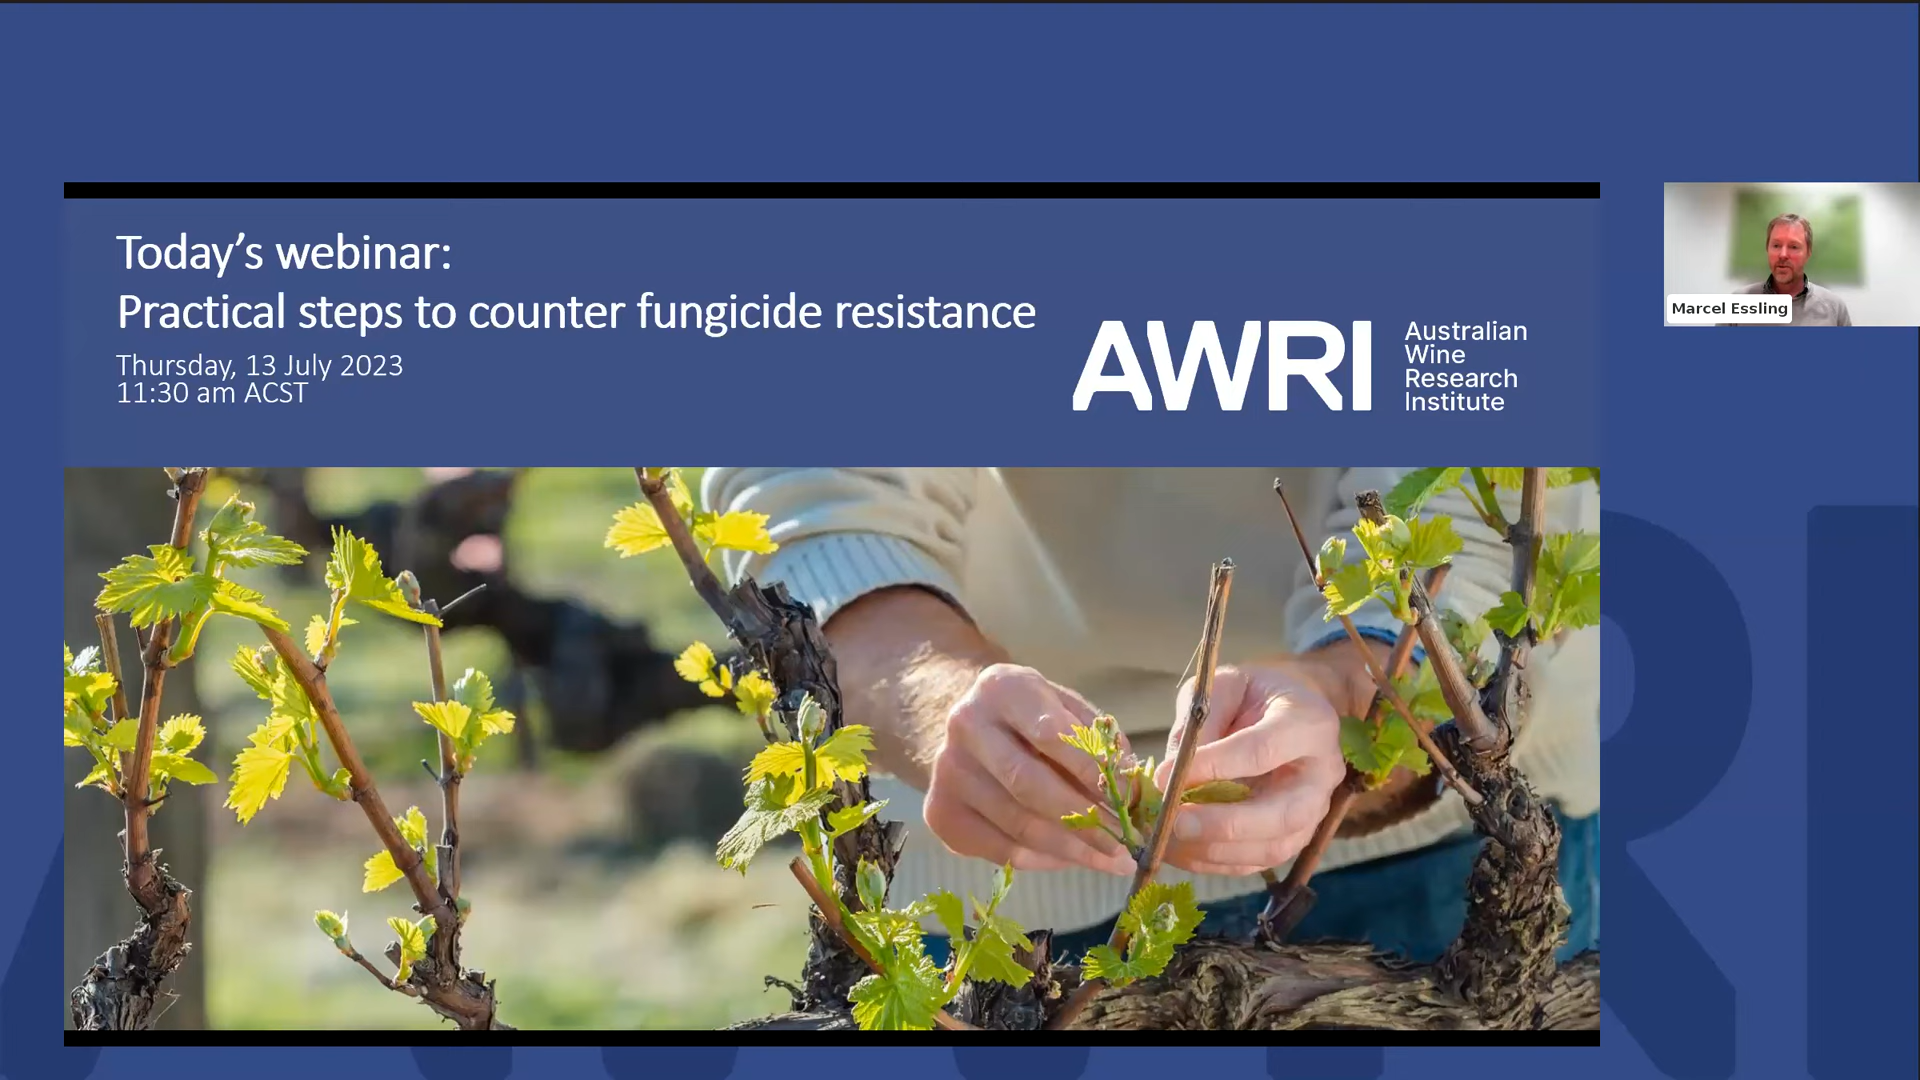 Today's webinar:
Practical steps to counter fungicide resistance
Thursday, 13 July 2023
11:30 am ACST
AWRI
Australian
Wine
Research
Institute
Marcel Essling